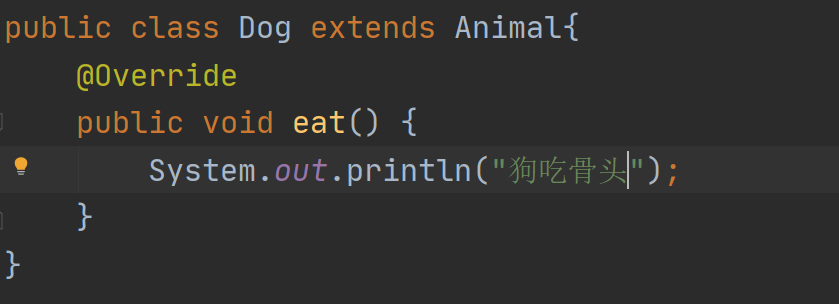 public class Dog extends Animal{
    @Override
    public void eat() {
        System.out.println("狗吃骨头");
    }
}